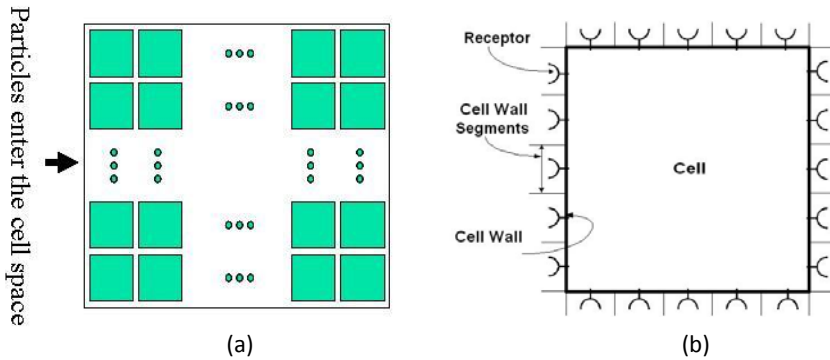 Particles enter the cell space
(a)
Receptor
Cell Wall
Segments
Cell
Cell Wall
(b)